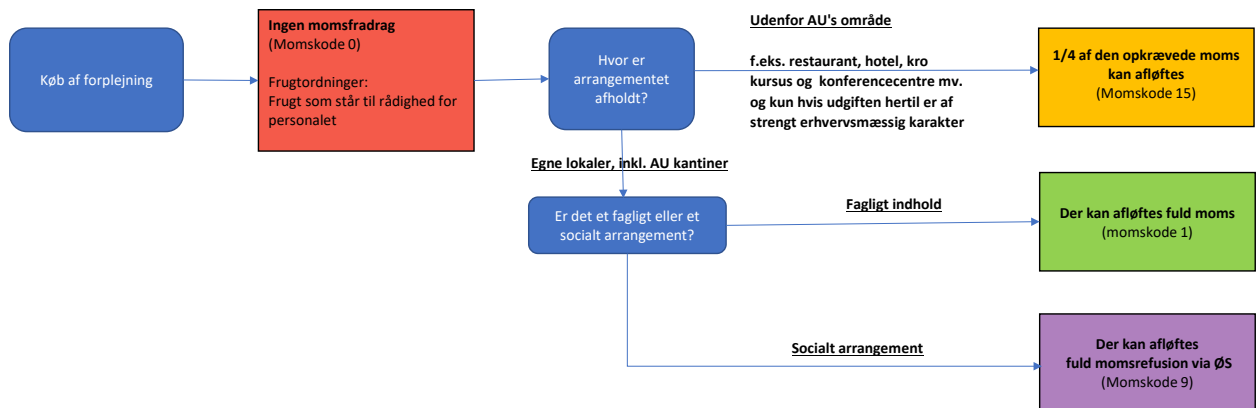 Køb af forplejning
Ingen momsfradrag
(Momskode 0)
Frugtordninger:
Frugt som står til rådighed for
personalet
Hvor er
arrangementet
afholdt?
Udenfor AU's område
f.eks. restaurant, hotel, kro
kursus og konferencecentre mv.
og kun hvis udgiften hertil er af
strengt erhvervsmæssig karakter
1/4 af den opkrævede moms
kan afløftes
(Momskode 15)
Egne lokaler, inkl. AU kantiner
Er det et fagligt eller et
socialt arrangement?
Fagligt indhold
Der kan afløftes fuld moms
(momskode 1)
Socialt arrangement
Der kan afløftes
fuld momsrefusion via ØS
(Momskode 9)